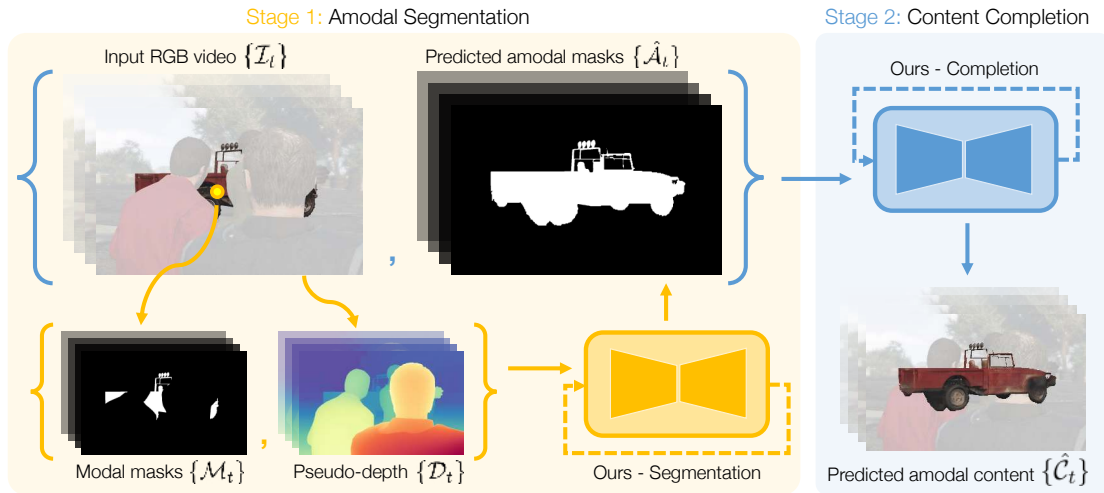 Stage 1: Amodal Segmentation
Stage 2: Content Completion
Input RGB video {𝓘_t}
Predicted amodal masks {𝓐̂_t}
Ours - Completion
,
,
Modal masks {𝓜_t}
Pseudo-depth {𝓓_t}
Ours - Segmentation
Predicted amodal content {𝓒̂_t}